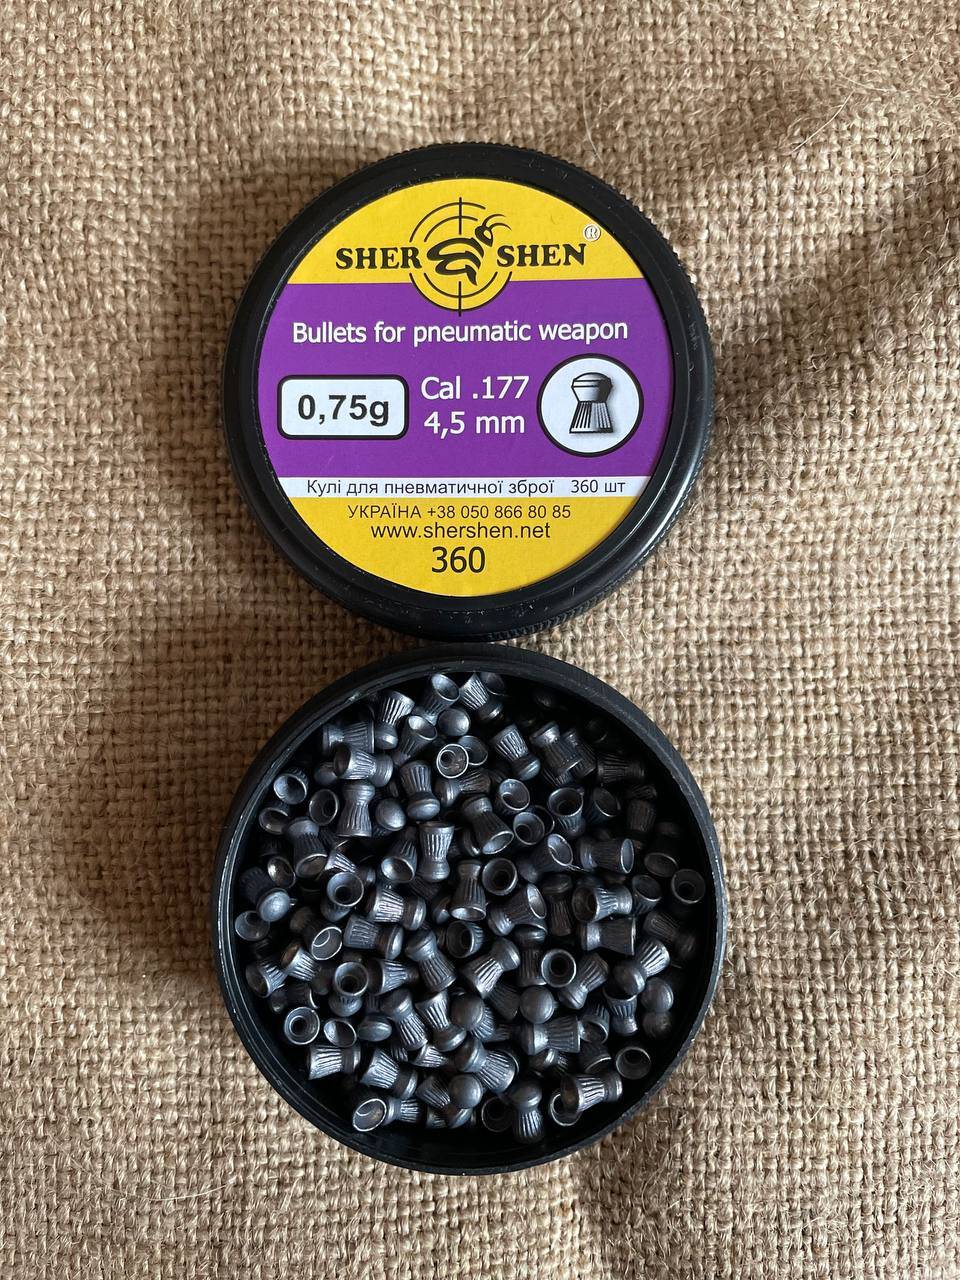 SHER SHEN ®
Bullets for pneumatic weapon
0,75g
Cal .177
4,5 mm
Кулі для пневматичної зброї 360 шт
УКРАЇНА +38 050 866 80 85
www.shershen.net
360